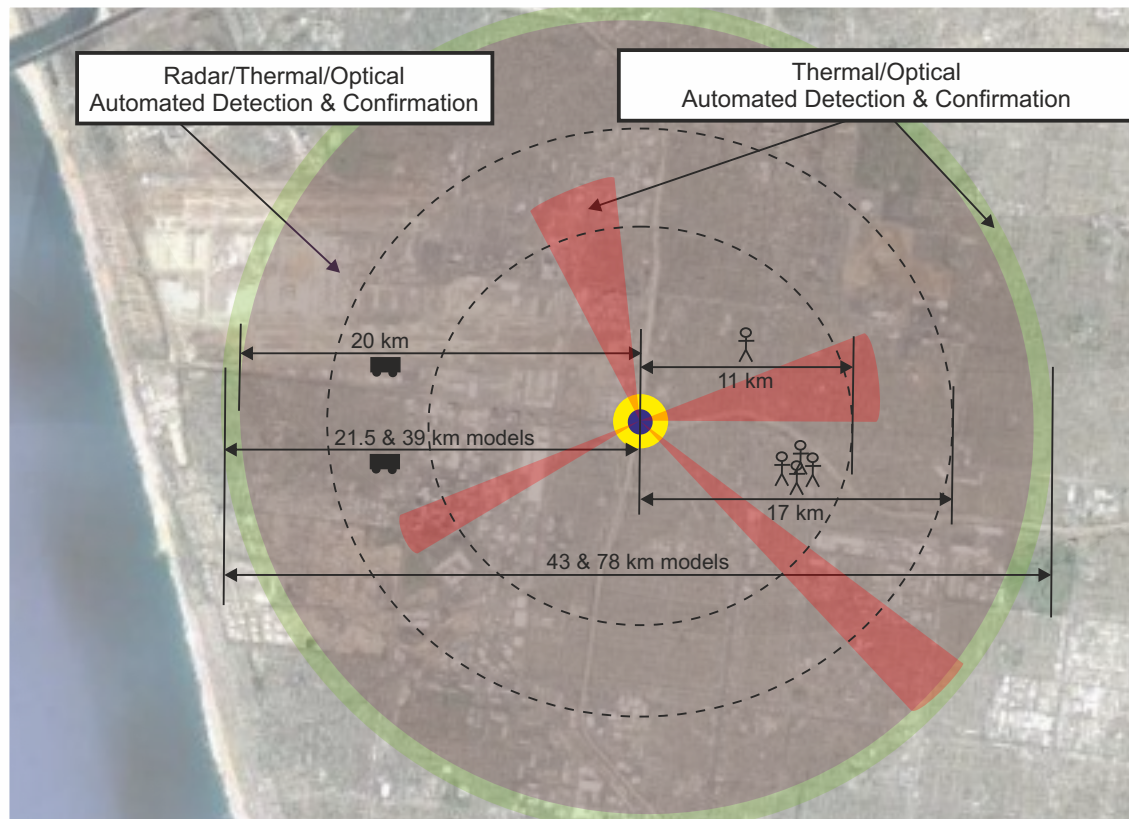 Radar/Thermal/Optical
Automated Detection & Confirmation
Thermal/Optical
Automated Detection & Confirmation
20 km
11 km
21.5 & 39 km models
17 km
43 & 78 km models